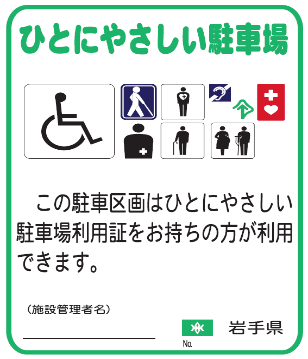 ひとにやさしい駐車場
この駐車区画はひとにやさしい
駐車場利用証をお持ちの方が利用
できます。
（施設管理者名）
岩手県
No.